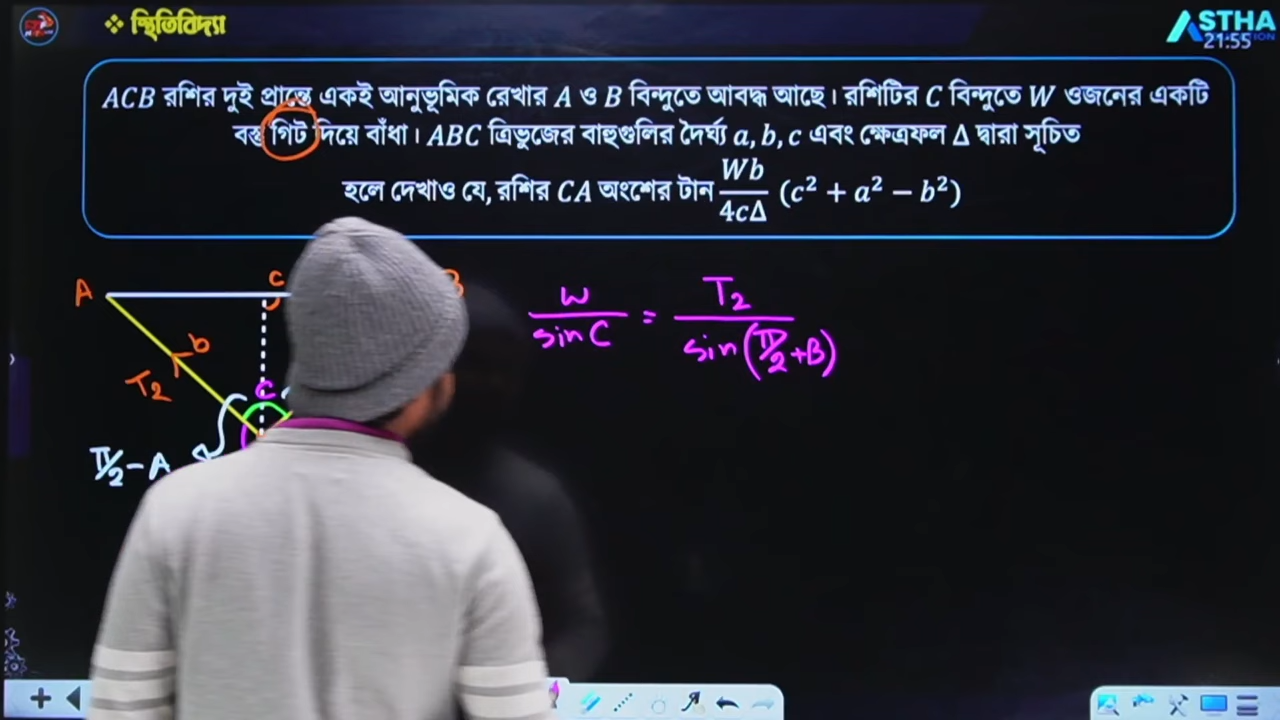 ❖ স্থিতিবিদ্যা
ASTHA
21:55
ACB রশির দুই প্রান্তে একই আনুভূমিক রেখার A ও B বিন্দুতে আবদ্ধ আছে। রশিটির C বিন্দুতে W ওজনের একটি
বস্তু গিট দিয়ে বাঁধা। ABC ত্রিভুজের বাহুগুলির দৈর্ঘ্য a, b, c এবং ক্ষেত্রফল Δ দ্বারা সূচিত
হলে দেখাও যে, রশির CA অংশের টান Wb/4cΔ (c² + a² − b²)
A c B
W/sin C = T₂/sin(π/2 + B)
b
T₂
C
π/2 − A